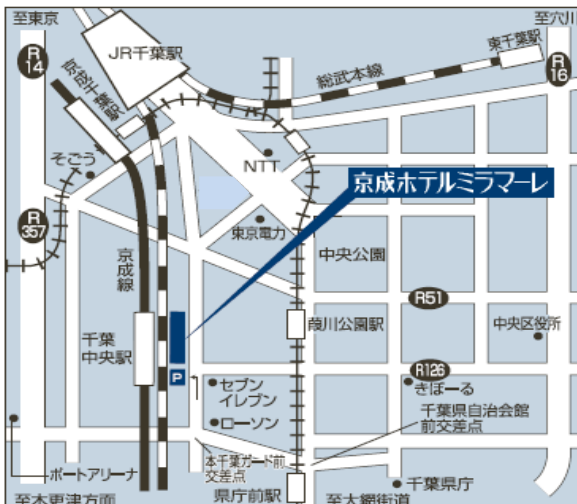 至東京
至穴川
R
14
JR千葉駅
東千葉駅
R
16
京成千葉駅
総武本線
そごう
NTT
京成ホテルミラマーレ
R
357
東京電力
中央公園
京成線
R51
千葉
中央駅
葭川公園駅
中央区役所
P
R126
セブン
イレブン
きぼーる
ローソン
千葉県自治会館
前交差点
ポートアリーナ
本千葉ガード前
交差点
千葉県庁
至木更津方面
県庁前駅
至大網街道